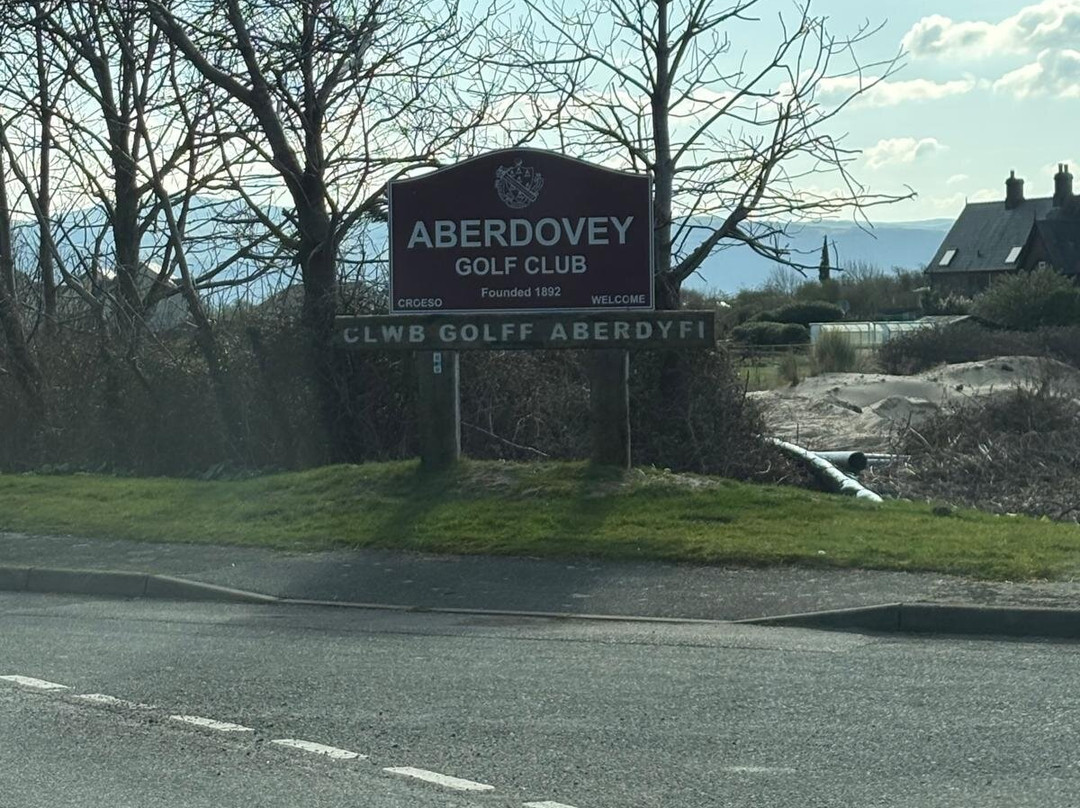 ABERDOVEY
GOLF CLUB
Founded 1892
CROESO WELCOME
CLWB GOLFF ABERDYFI